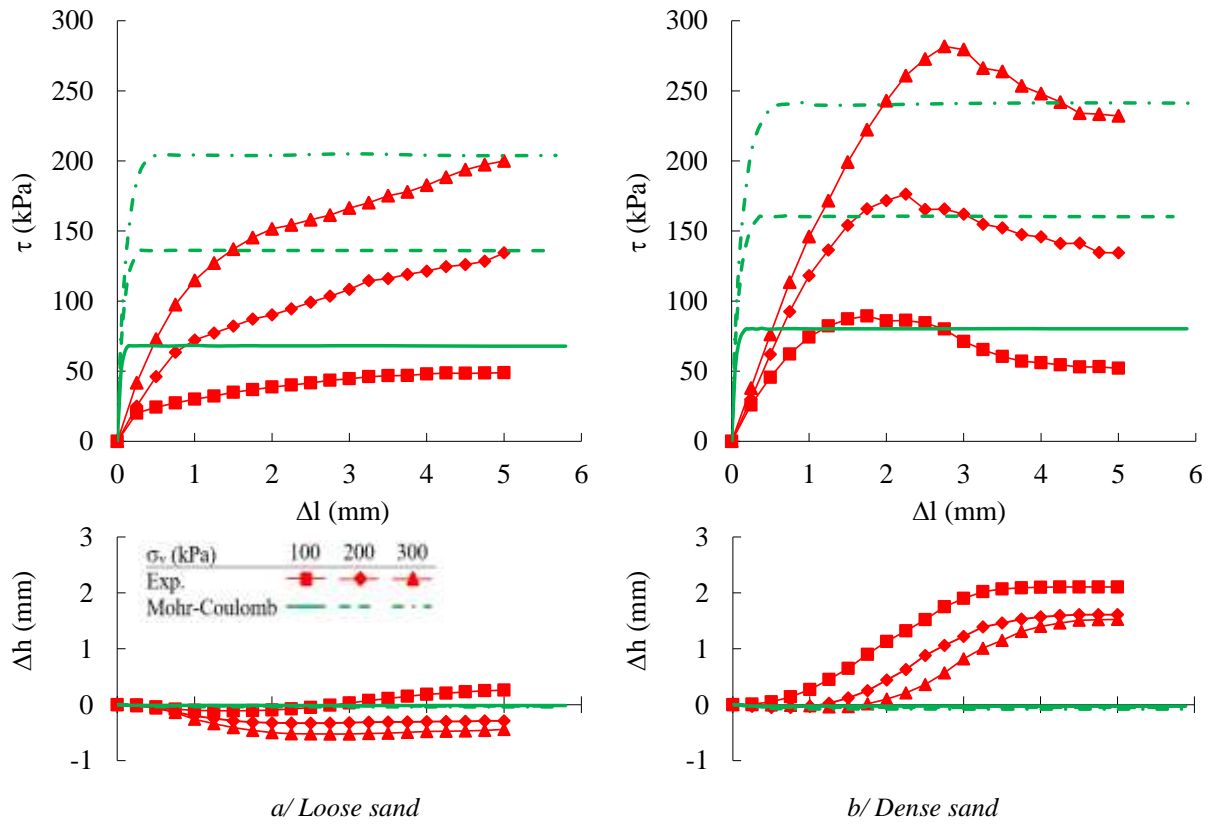 300
250
200
150
100
50
0
τ (kPa)
0 1 2 3 4 5 6
Δl (mm)
300
250
200
150
100
50
0
τ (kPa)
0 1 2 3 4 5 6
Δl (mm)
3
2
1
0
-1
Δh (mm)
σv (kPa) 100 200 300
Exp.
Mohr-Coulomb
a/ Loose sand
3
2
1
0
-1
Δh (mm)
b/ Dense sand